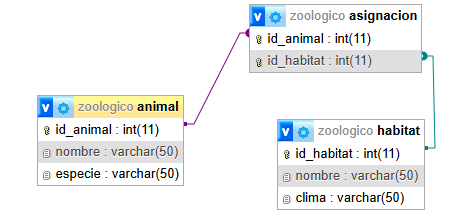 v zoologico asignacion
id_animal : int(11)
id_habitat : int(11)
v zoologico animal
id_animal : int(11)
nombre : varchar(50)
especie : varchar(50)
v zoologico habitat
id_habitat : int(11)
nombre : varchar(50)
clima : varchar(50)